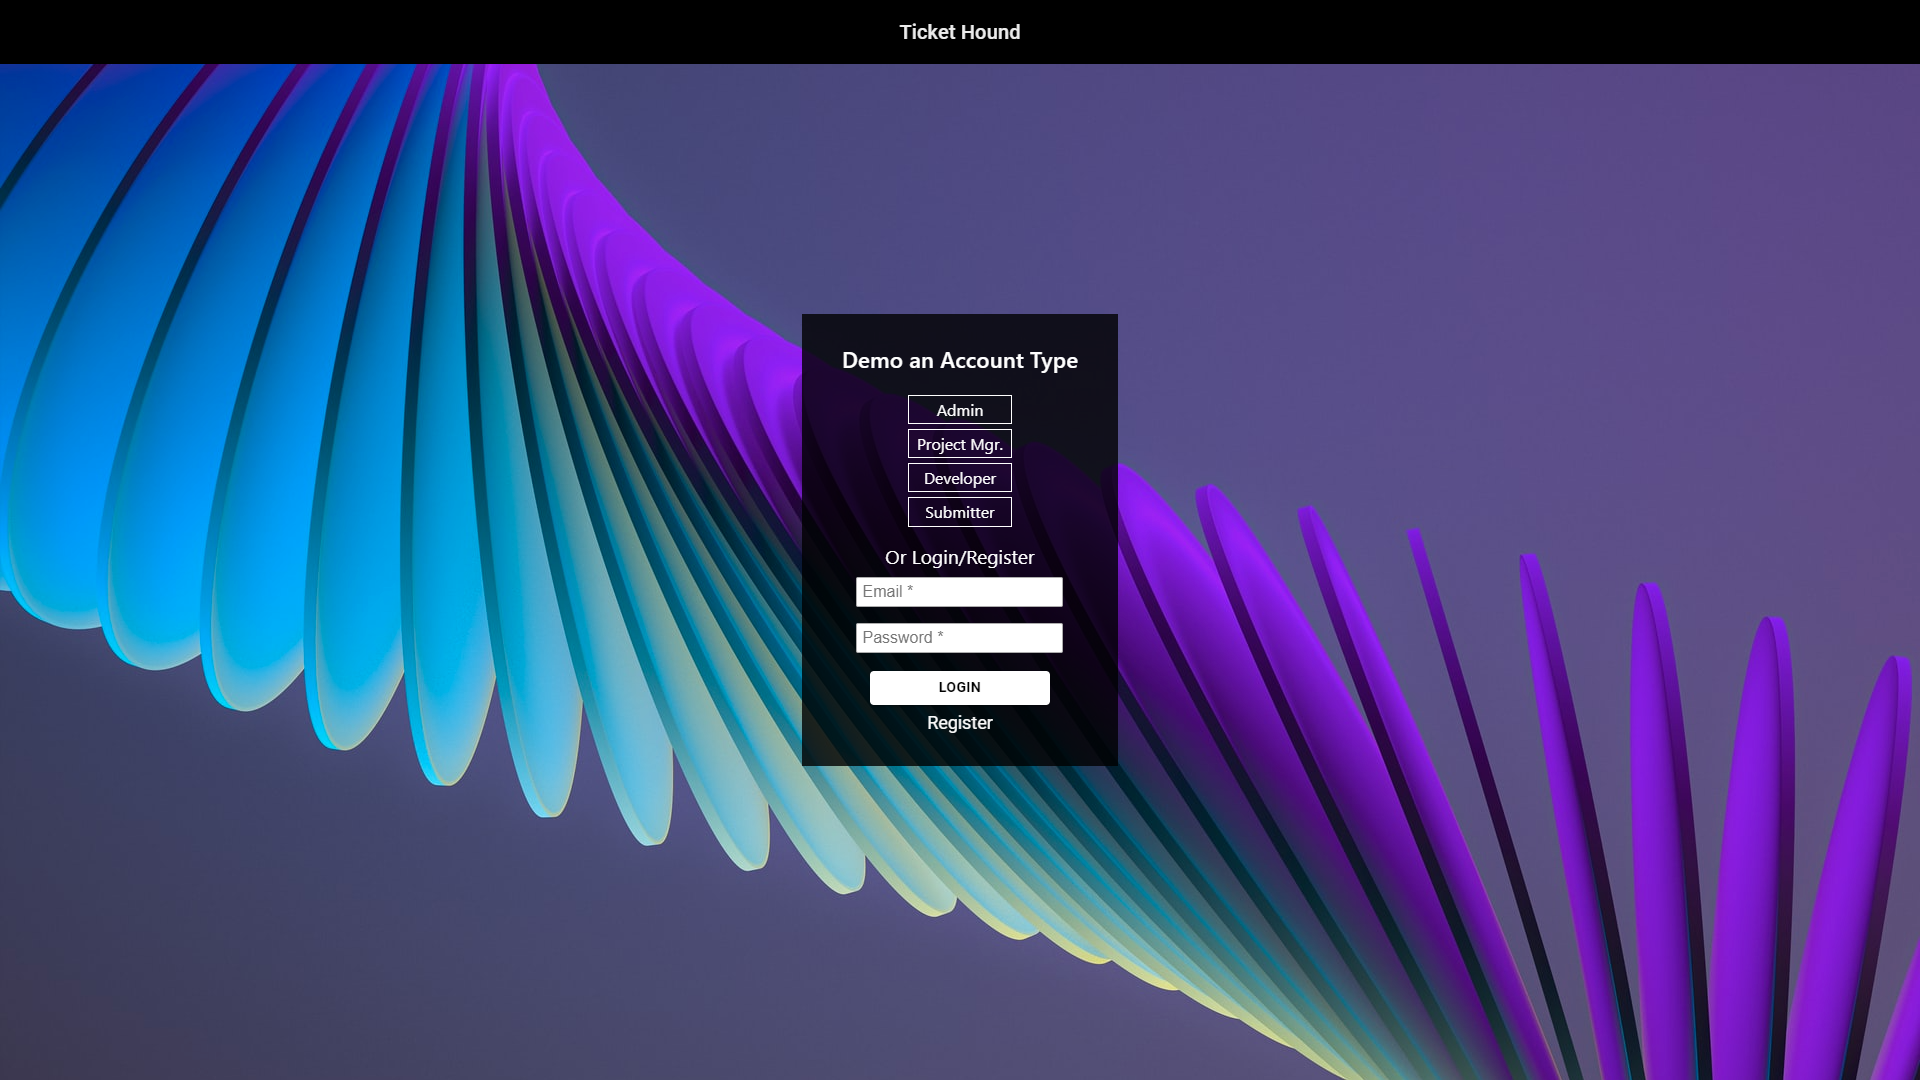 Ticket Hound
Demo an Account Type
Admin
Project Mgr.
Developer
Submitter
Or Login/Register
Email *
Password *
LOGIN
Register